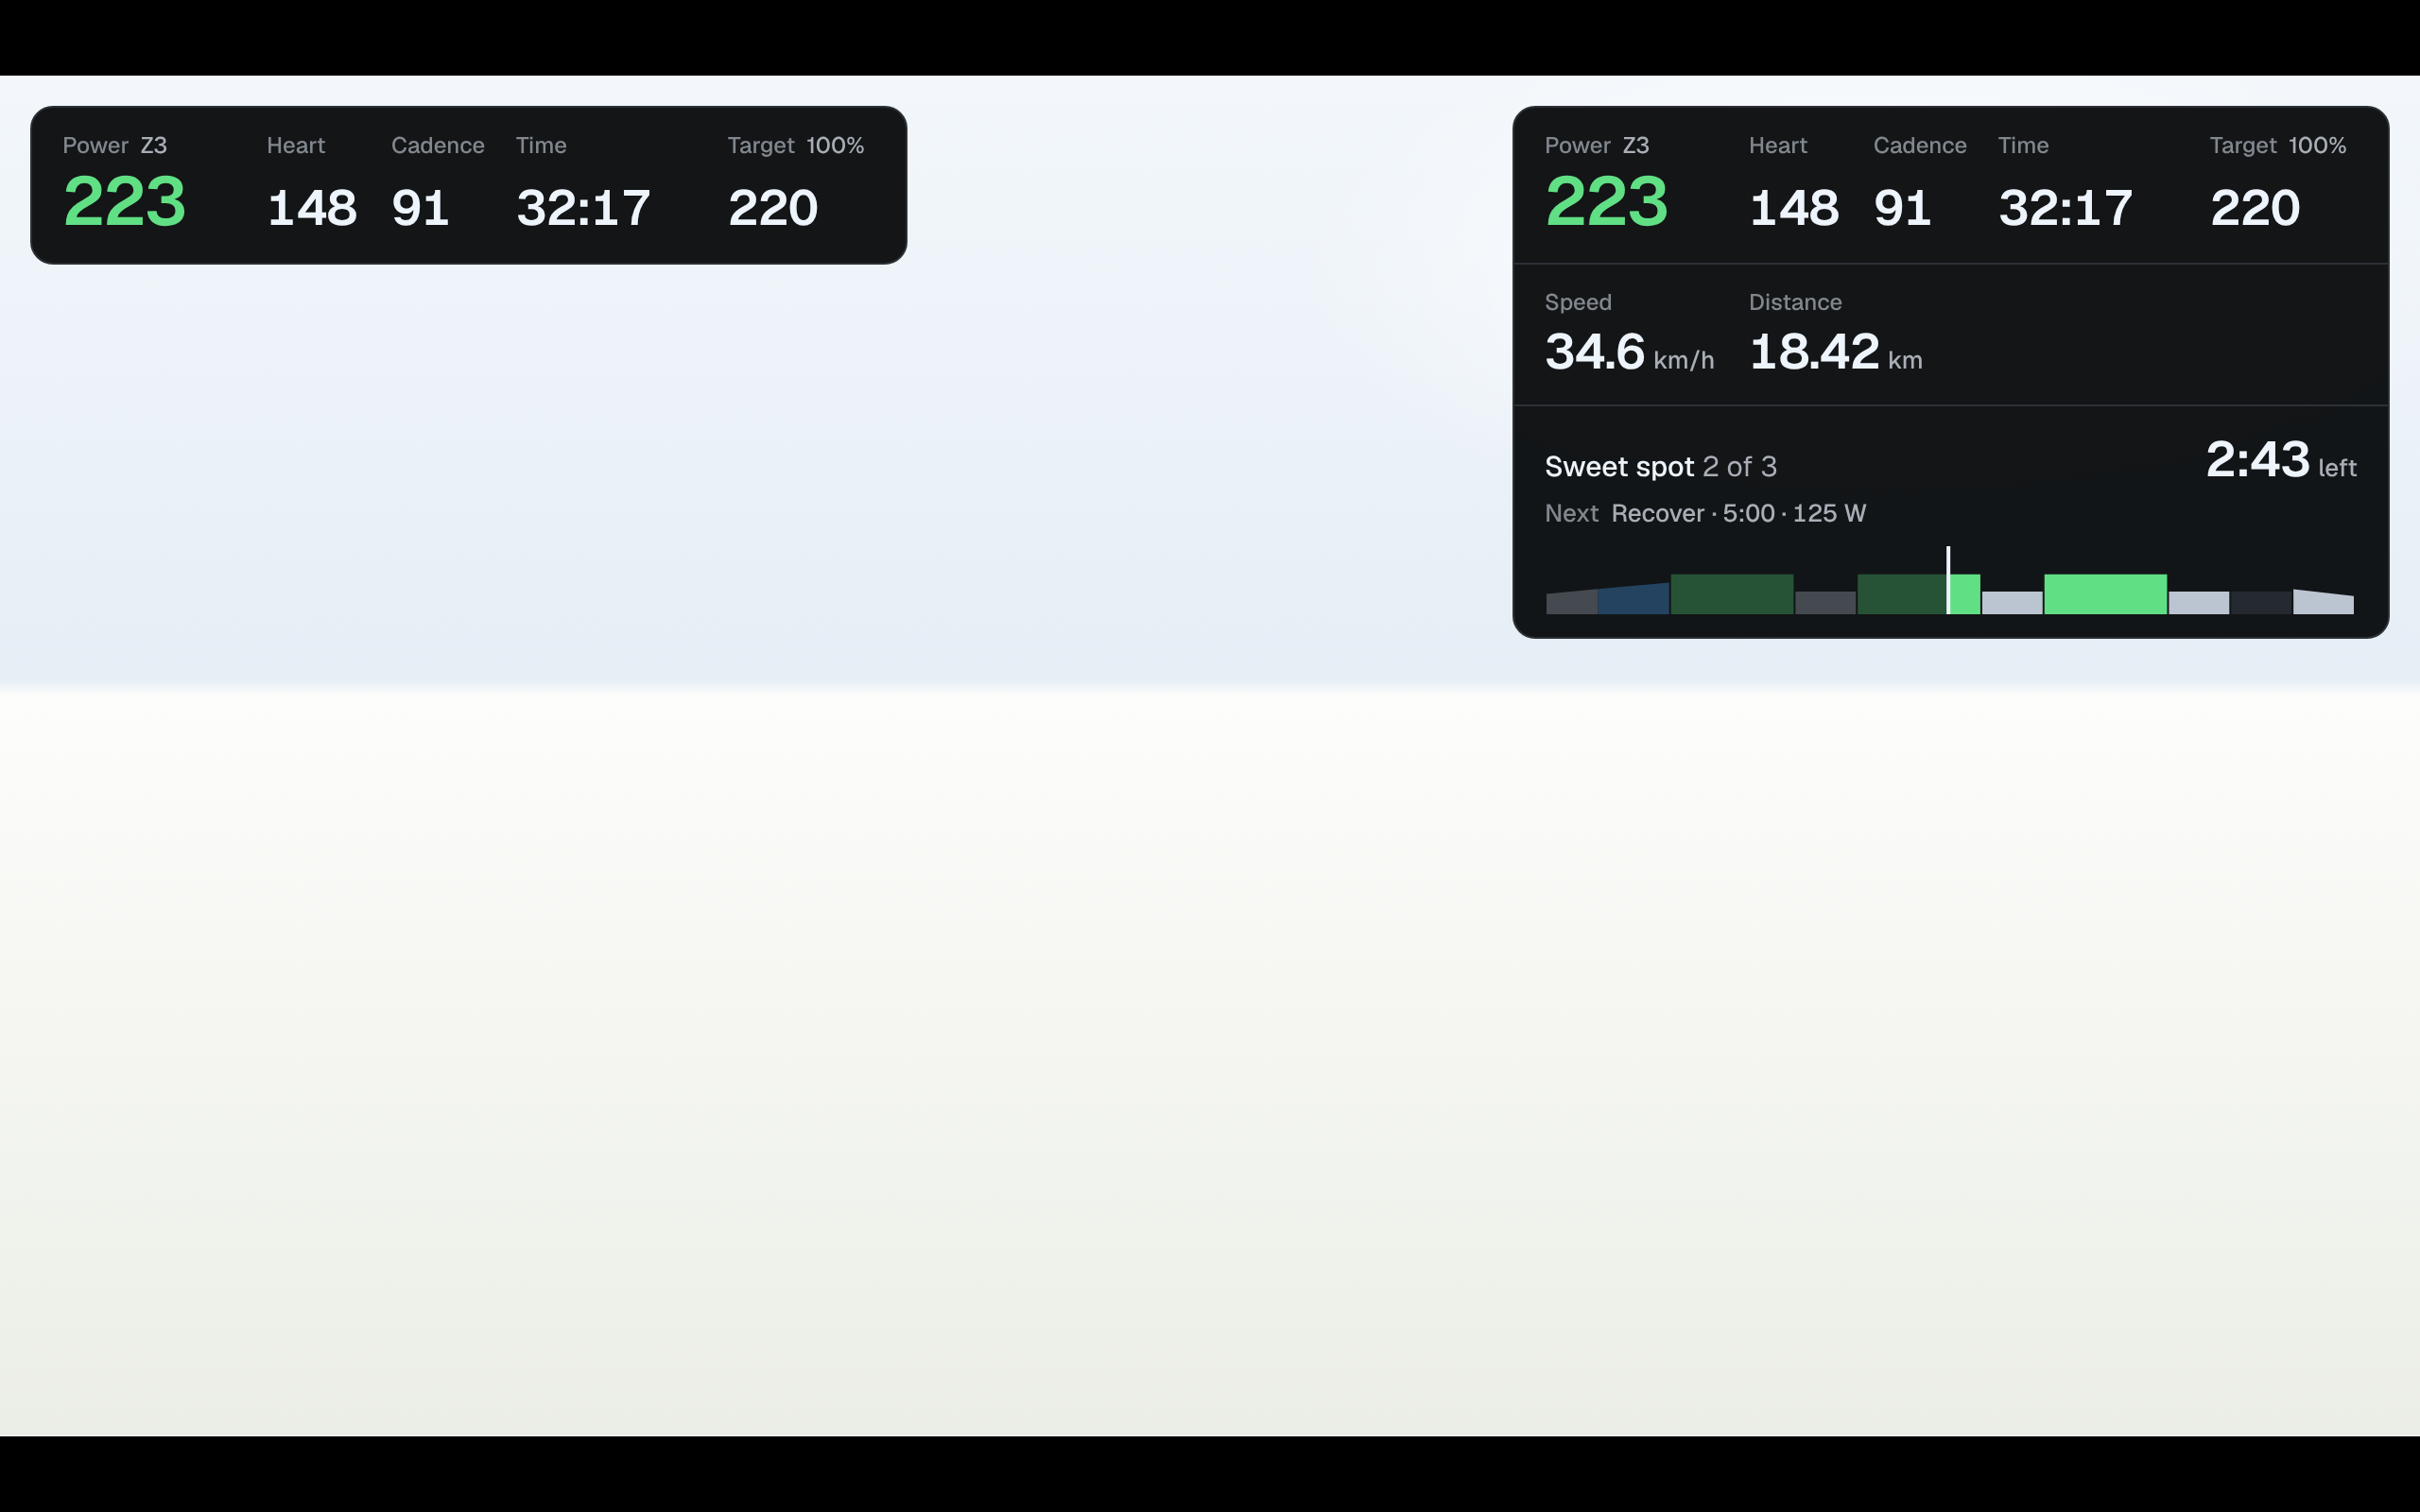 Power Z3 Heart Cadence Time Target 100%
223 148 91 32:17 220
Power Z3 Heart Cadence Time Target 100%
223 148 91 32:17 220
Speed Distance
34.6 km/h 18.42 km
Sweet spot 2 of 3 2:43 left
Next Recover · 5:00 · 125 W